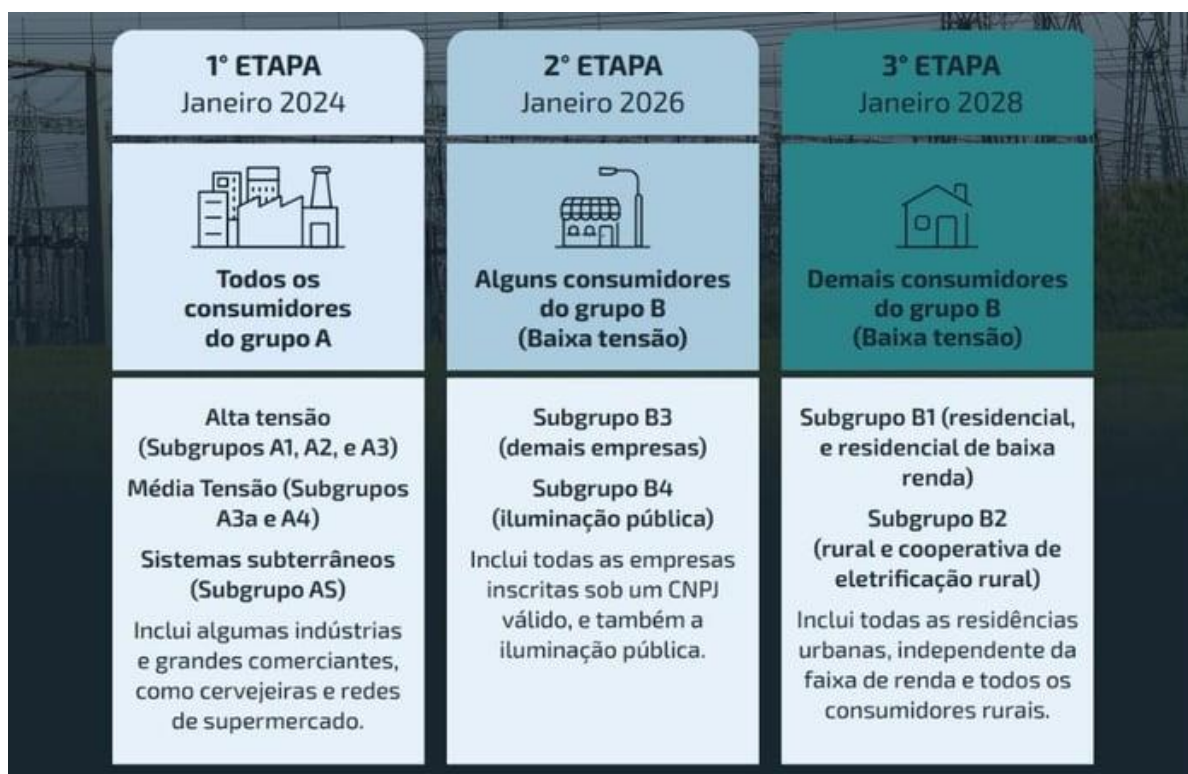 1° ETAPA
Janeiro 2024
Todos os
consumidores
do grupo A
Alta tensão
(Subgrupos A1, A2, e A3)
Média Tensão (Subgrupos
A3a e A4)
Sistemas subterrâneos
(Subgrupo AS)
Inclui algumas indústrias
e grandes comerciantes,
como cervejeiras e redes
de supermercado.
2° ETAPA
Janeiro 2026
Alguns consumidores
do grupo B
(Baixa tensão)
Subgrupo B3
(demais empresas)
Subgrupo B4
(iluminação pública)
Inclui todas as empresas
inscritas sob um CNPJ
válido, e também a
iluminação pública.
3° ETAPA
Janeiro 2028
Demais consumidores
do grupo B
(Baixa tensão)
Subgrupo B1 (residencial,
e residencial de baixa
renda)
Subgrupo B2
(rural e cooperativa de
eletrificação rural)
Inclui todas as residências
urbanas, independente da
faixa de renda e todos os
consumidores rurais.